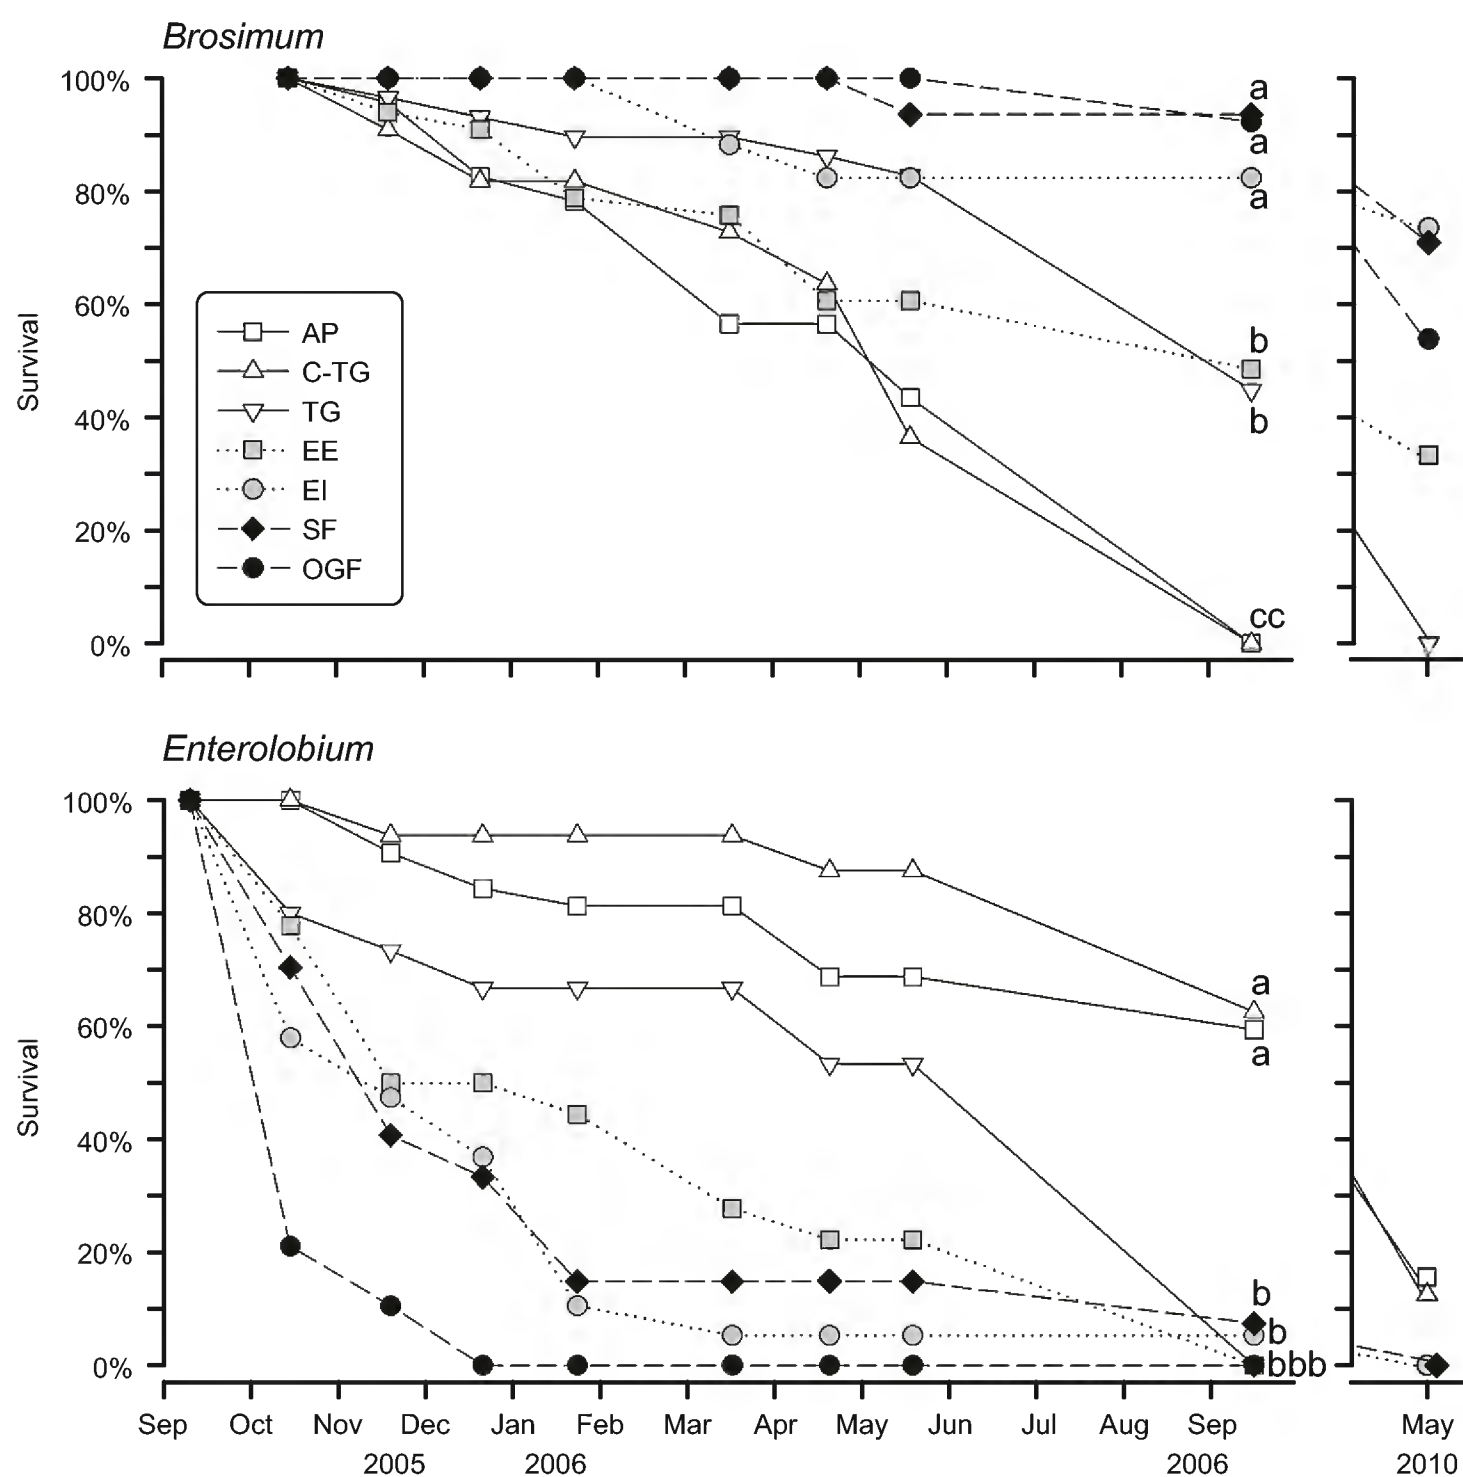 Brosimum
100%
80%
60%
40%
20%
0%
Survival
AP
C-TG
TG
EE
EI
SF
OGF
a
a
a
b
b
cc
Enterolobium
100%
80%
60%
40%
20%
0%
Survival
a
a
b
b
bbb
Sep Oct Nov Dec Jan Feb Mar Apr May Jun Jul Aug Sep May
2005 2006 2006 2010